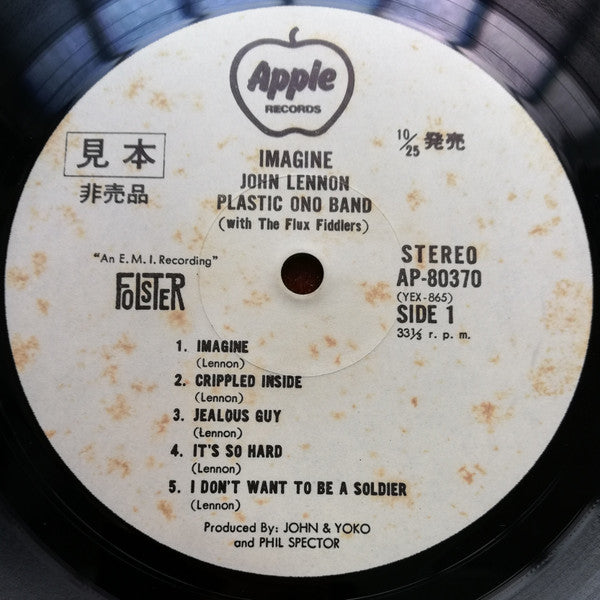 Apple
RECORDS
見本
非売品
10/25 発売
IMAGINE
JOHN LENNON
PLASTIC ONO BAND
(with The Flux Fiddlers)
"An E. M. I. Recording"
FOLSTER
STEREO
AP-80370
(YEX-865)
SIDE 1
33⅓ r. p. m.
1. IMAGINE
(Lennon)
2. CRIPPLED INSIDE
(Lennon)
3. JEALOUS GUY
(Lennon)
4. IT'S SO HARD
(Lennon)
5. I DON'T WANT TO BE A SOLDIER
(Lennon)
Produced By: JOHN & YOKO
and PHIL SPECTOR